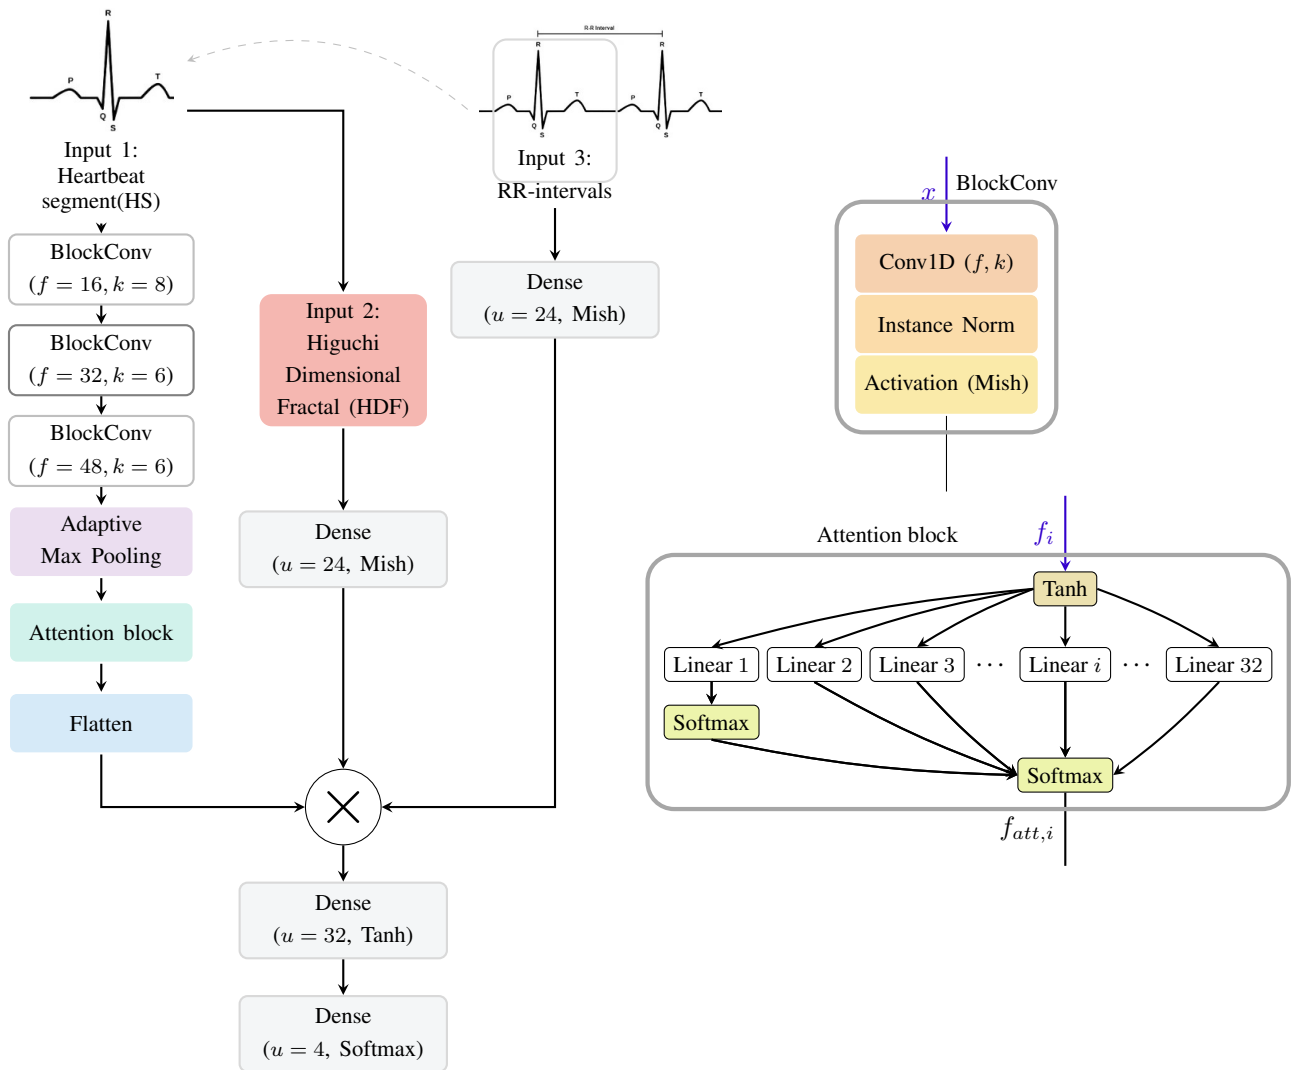 R
P
T
Q
S
Input 1:
Heartbeat
segment(HS)
BlockConv
(f = 16, k = 8)
BlockConv
(f = 32, k = 6)
BlockConv
(f = 48, k = 6)
Adaptive
Max Pooling
Attention block
Flatten
Input 2:
Higuchi
Dimensional
Fractal (HDF)
Dense
(u = 24, Mish)
R-R Interval
R
R
P
T
P
T
Q
S
Q
S
Input 3:
RR-intervals
Dense
(u = 24, Mish)
Dense
(u = 32, Tanh)
Dense
(u = 4, Softmax)
x
BlockConv
Conv1D (f, k)
Instance Norm
Activation (Mish)
Attention block
f_i
Tanh
Linear 1
Linear 2
Linear 3
···
Linear i
···
Linear 32
Softmax
Softmax
f_{att,i}